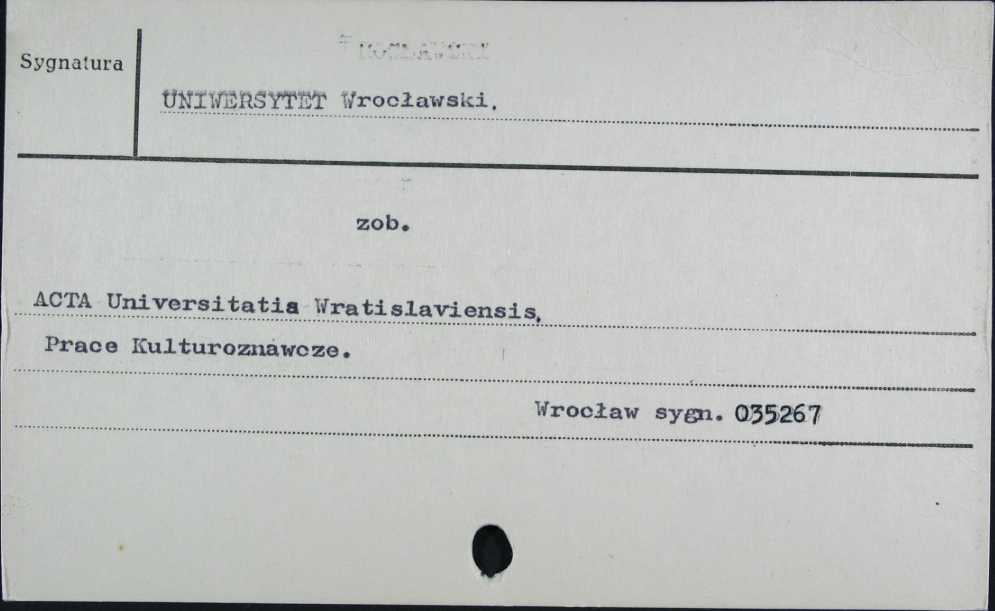 Sygnatura
UNIWERSYTET Wrocławski.
zob.
ACTA Universitatis Wratislaviensis.
Prace Kulturoznawcze.
Wrocław sygn. 035267